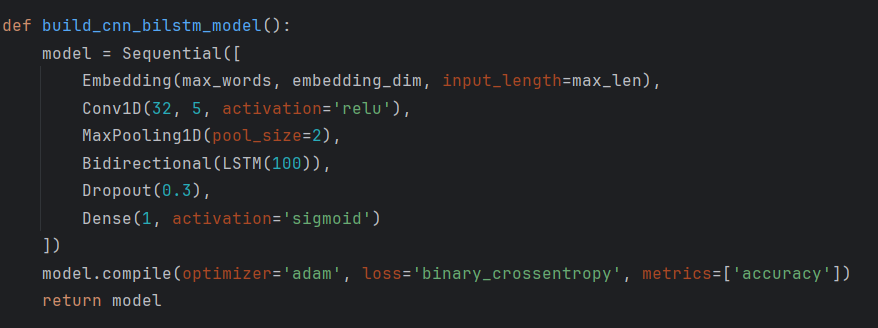 def build_cnn_bilstm_model():
    model = Sequential([
        Embedding(max_words, embedding_dim, input_length=max_len),
        Conv1D(32, 5, activation='relu'),
        MaxPooling1D(pool_size=2),
        Bidirectional(LSTM(100)),
        Dropout(0.3),
        Dense(1, activation='sigmoid')
    ])
    model.compile(optimizer='adam', loss='binary_crossentropy', metrics=['accuracy'])
    return model